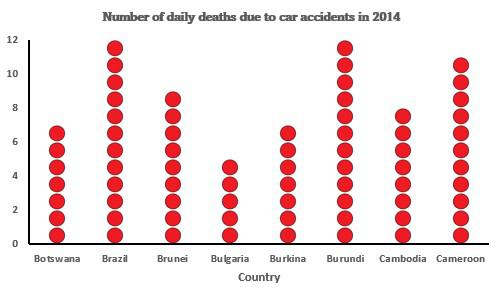 Number of daily deaths due to car accidents in 2014
12
10
8
6
4
2
0
Botswana Brazil Brunei Bulgaria Burkina Burundi Cambodia Cameroon
Country